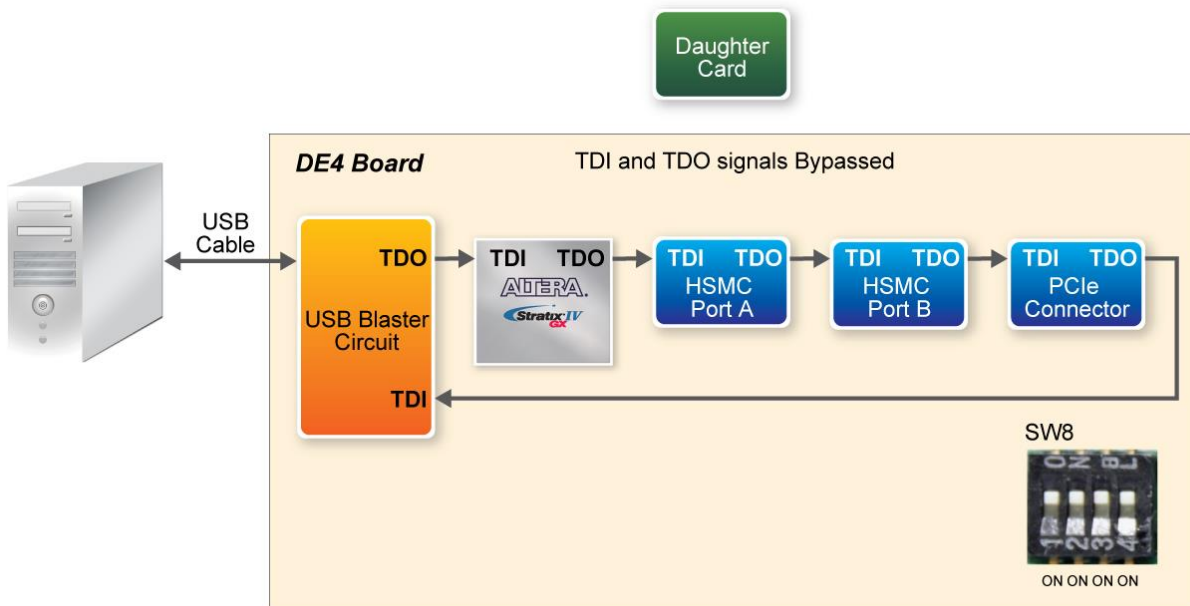 Daughter
Card
DE4 Board
TDI and TDO signals Bypassed
USB
Cable
TDO
USB Blaster
Circuit
TDI
TDI TDO
ALTERA.
Stratix IV
GX
TDI TDO
HSMC
Port A
TDI TDO
HSMC
Port B
TDI TDO
PCIe
Connector
SW8
O N B L
1 2 3 4
ON ON ON ON